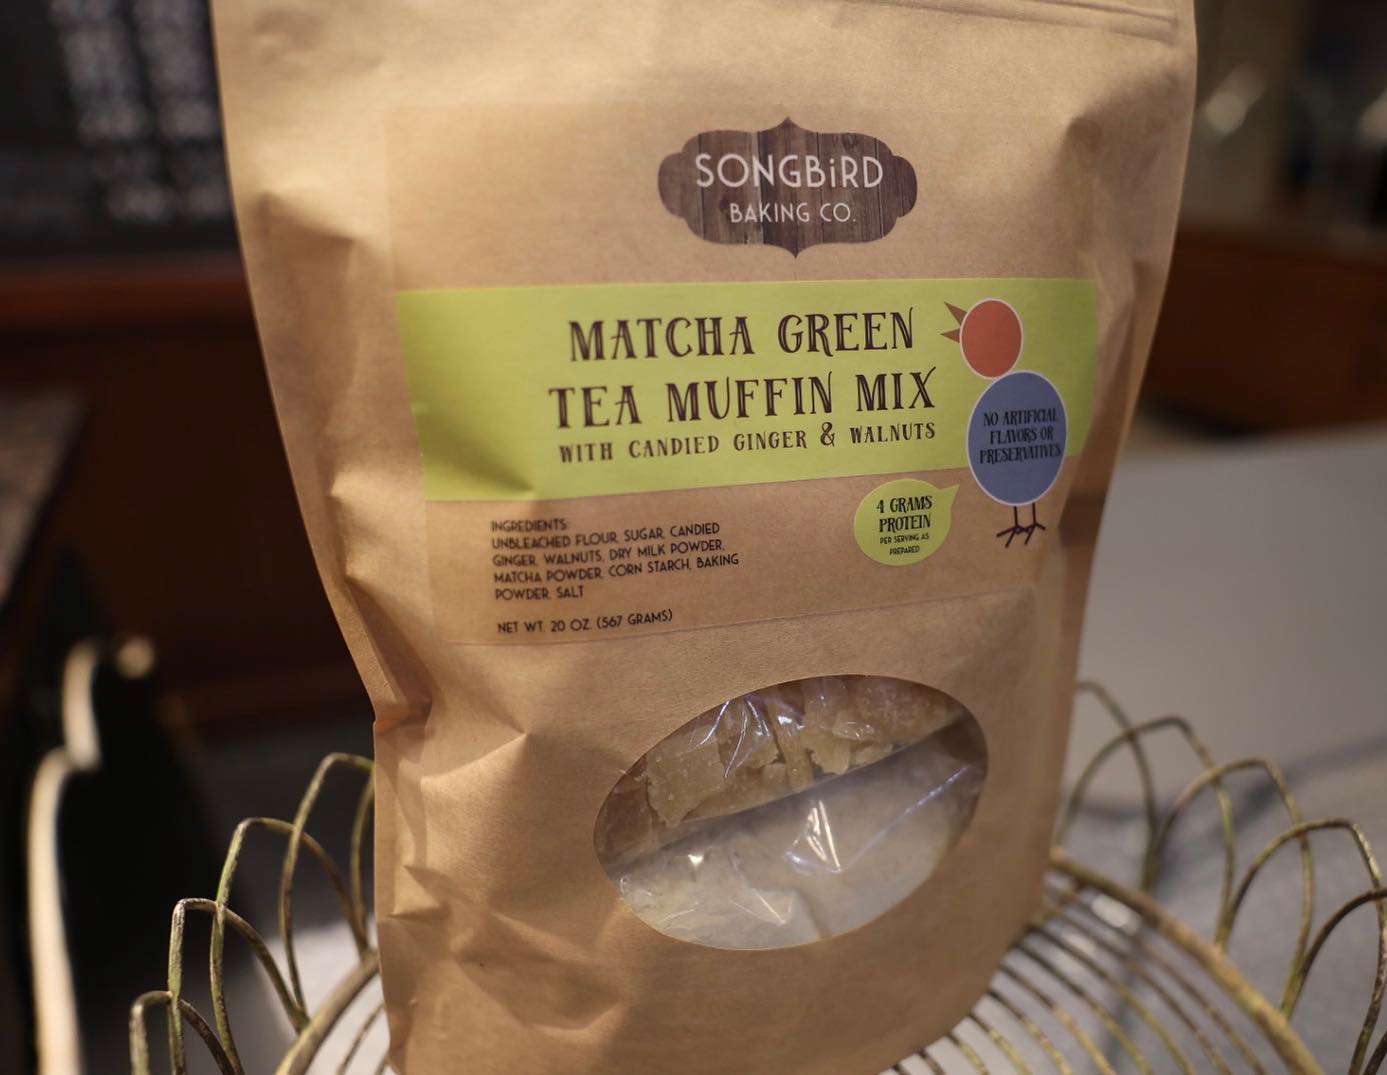 SONGBiRD
BAKING CO.
MATCHA GREEN
TEA MUFFIN MIX
WITH CANDIED GINGER & WALNUTS
NO ARTIFICIAL
FLAVORS OR
PRESERVATIVES
4 GRAMS
PROTEIN
PER SERVING AS
PREPARED
INGREDIENTS:
UNBLEACHED FLOUR, SUGAR, CANDIED
GINGER, WALNUTS, DRY MILK POWDER,
MATCHA POWDER, CORN STARCH, BAKING
POWDER, SALT
NET WT. 20 OZ. (567 GRAMS)